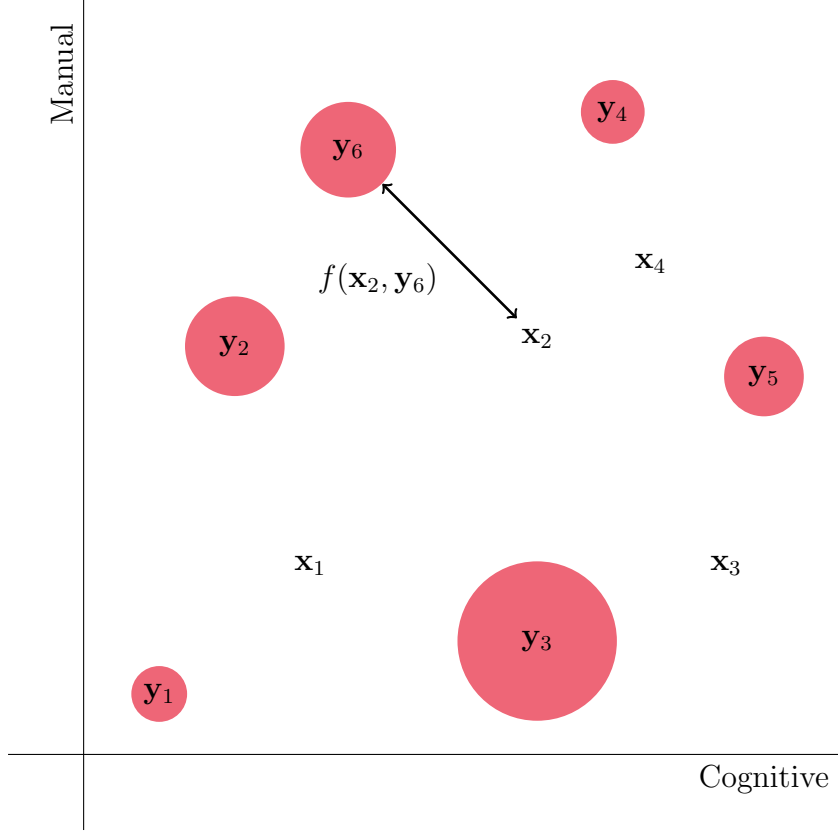 Manual
y₄
y₆
x₄
f(x₂, y₆)
x₂
y₂
y₅
x₁
x₃
y₃
y₁
Cognitive